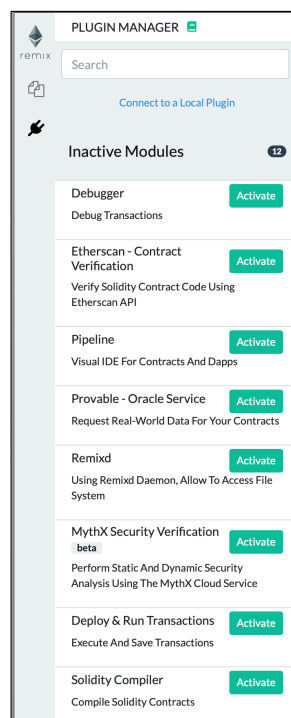 PLUGIN MANAGER
remix
Search
Connect to a Local Plugin
Inactive Modules 12
Debugger Activate
Debug Transactions
Etherscan - Contract
Verification Activate
Verify Solidity Contract Code Using
Etherscan API
Pipeline Activate
Visual IDE For Contracts And Dapps
Provable - Oracle Service Activate
Request Real-World Data For Your Contracts
Remixd Activate
Using Remixd Daemon, Allow To Access File
System
MythX Security Verification
beta Activate
Perform Static And Dynamic Security
Analysis Using The MythX Cloud Service
Deploy & Run Transactions Activate
Execute And Save Transactions
Solidity Compiler Activate
Compile Solidity Contracts